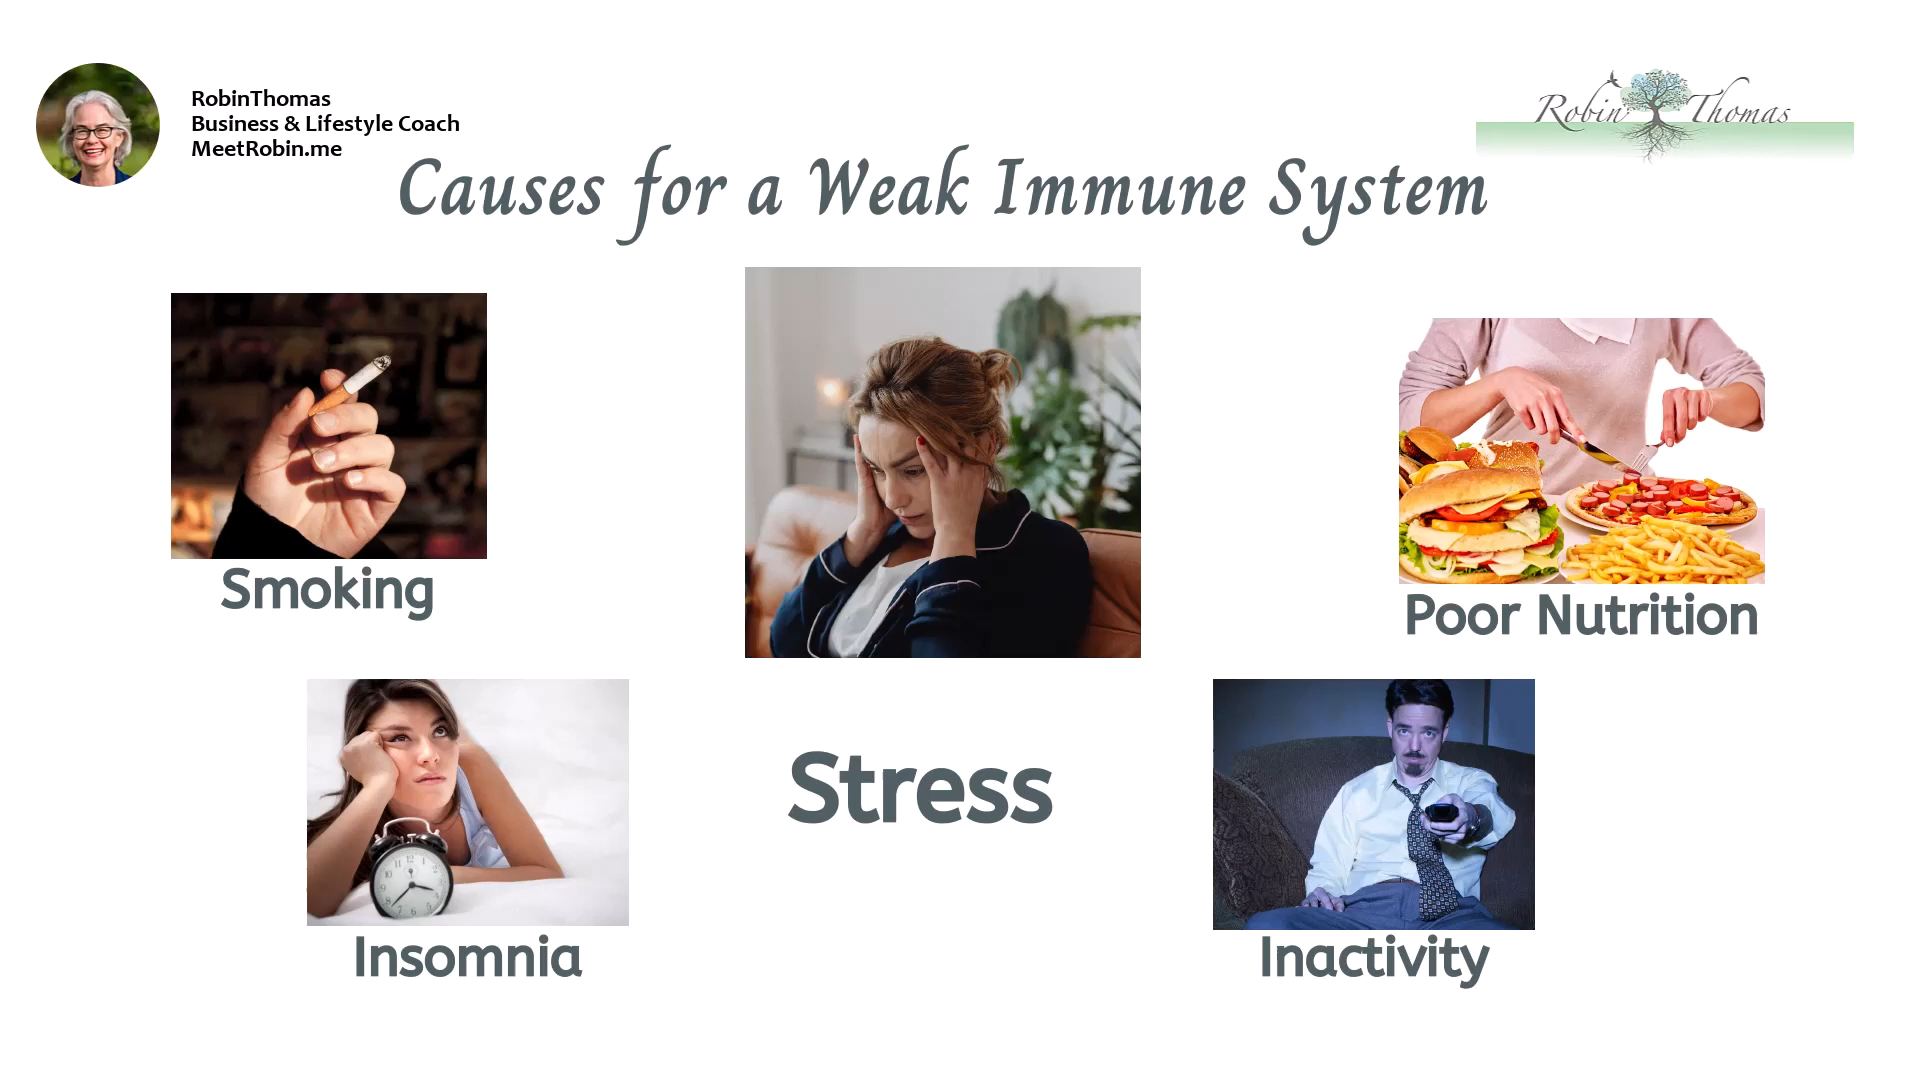 RobinThomas
Business & Lifestyle Coach
MeetRobin.me
Robin Thomas
Causes for a Weak Immune System
Smoking
Poor Nutrition
Stress
Insomnia
Inactivity